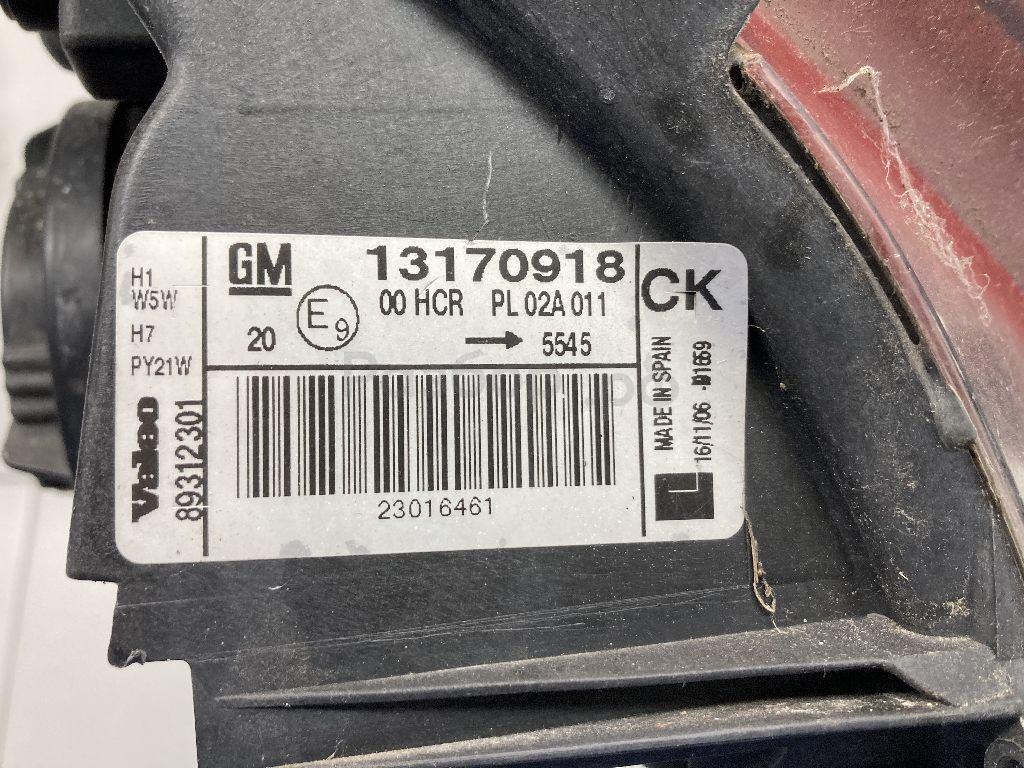 H1
W5W
H7
PY21W
Valeo
89312301
GM
13170918
00 HCR PL 02A 011
20
E9
5545
23016461
CK
MADE IN SPAIN
16/11/06
L